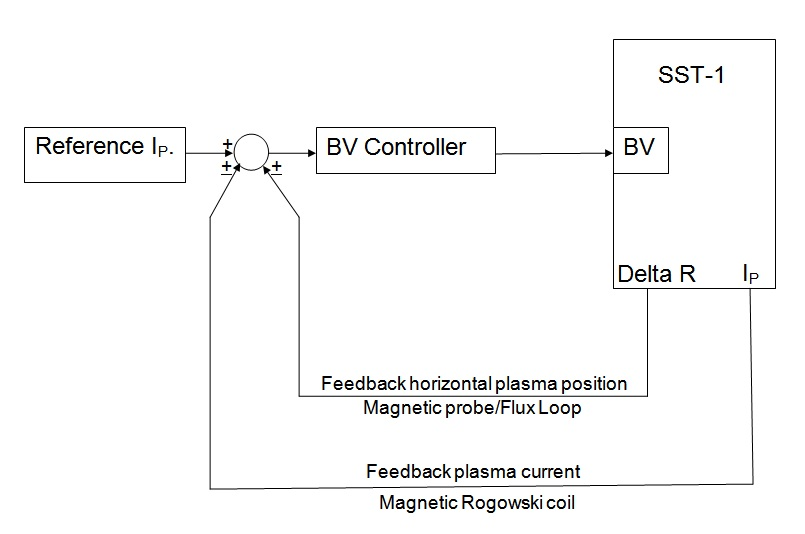 SST-1
Reference IP.
±
±
±
BV Controller
BV
Delta R
IP
Feedback horizontal plasma position
Magnetic probe/Flux Loop
Feedback plasma current
Magnetic Rogowski coil